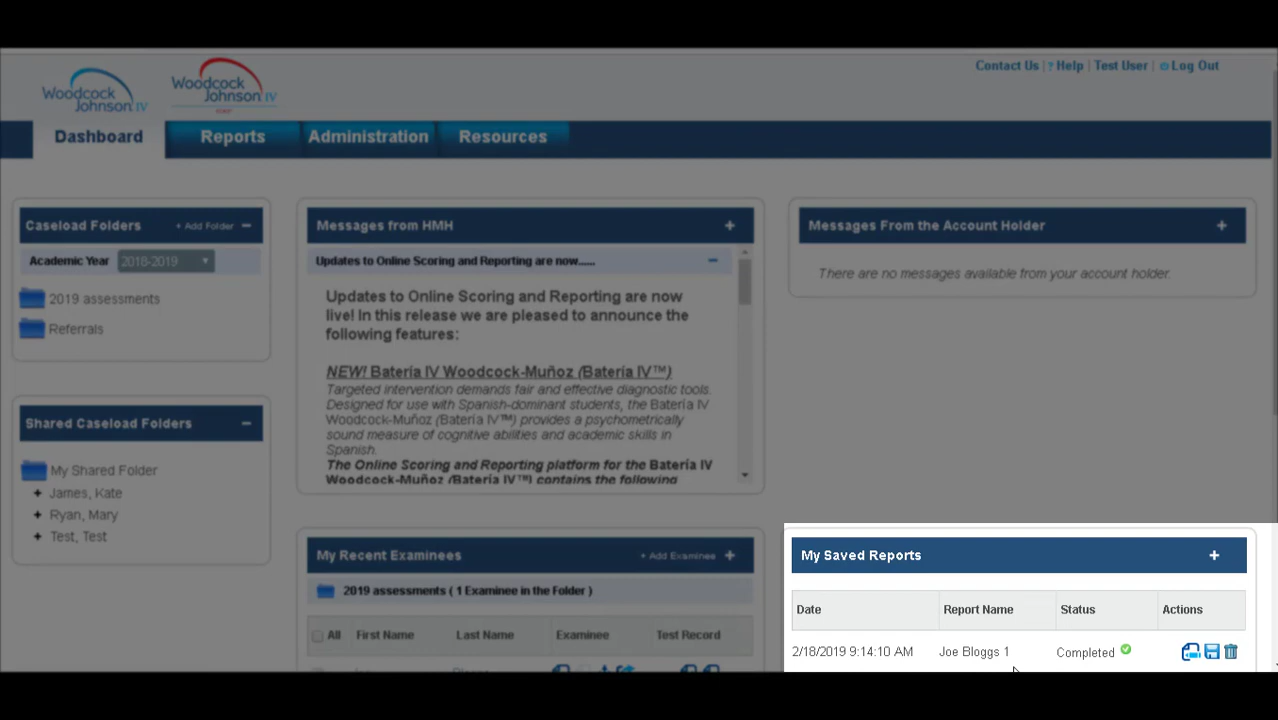 Woodcock
Johnson IV
Woodcock
Johnson IV
Contact Us | ? Help | Test User | Log Out
Dashboard
Reports
Administration
Resources
Caseload Folders
+ Add Folder
Academic Year
2018-2019
2019 assessments
Referrals
Shared Caseload Folders
My Shared Folder
+ James, Kate
+ Ryan, Mary
+ Test, Test
Messages from HMH
Updates to Online Scoring and Reporting are now.....
Updates to Online Scoring and Reporting are now
live! In this release we are pleased to announce the
following features:
NEW! Batería IV Woodcock-Muñoz (Batería IV™)
Targeted intervention demands fair and effective diagnostic tools.
Designed for use with Spanish-dominant students, the Batería IV
Woodcock-Muñoz (Batería IV™) provides a psychometrically
sound measure of cognitive abilities and academic skills in
Spanish.
The Online Scoring and Reporting platform for the Batería IV
Woodcock-Muñoz (Batería IV™) contains the following
Messages From the Account Holder
There are no messages available from your account holder.
My Recent Examinees
+ Add Examinee
2019 assessments ( 1 Examinee in the Folder )
All First Name Last Name Examinee Test Record
My Saved Reports
Date Report Name Status Actions
2/18/2019 9:14:10 AM Joe Bloggs 1 Completed